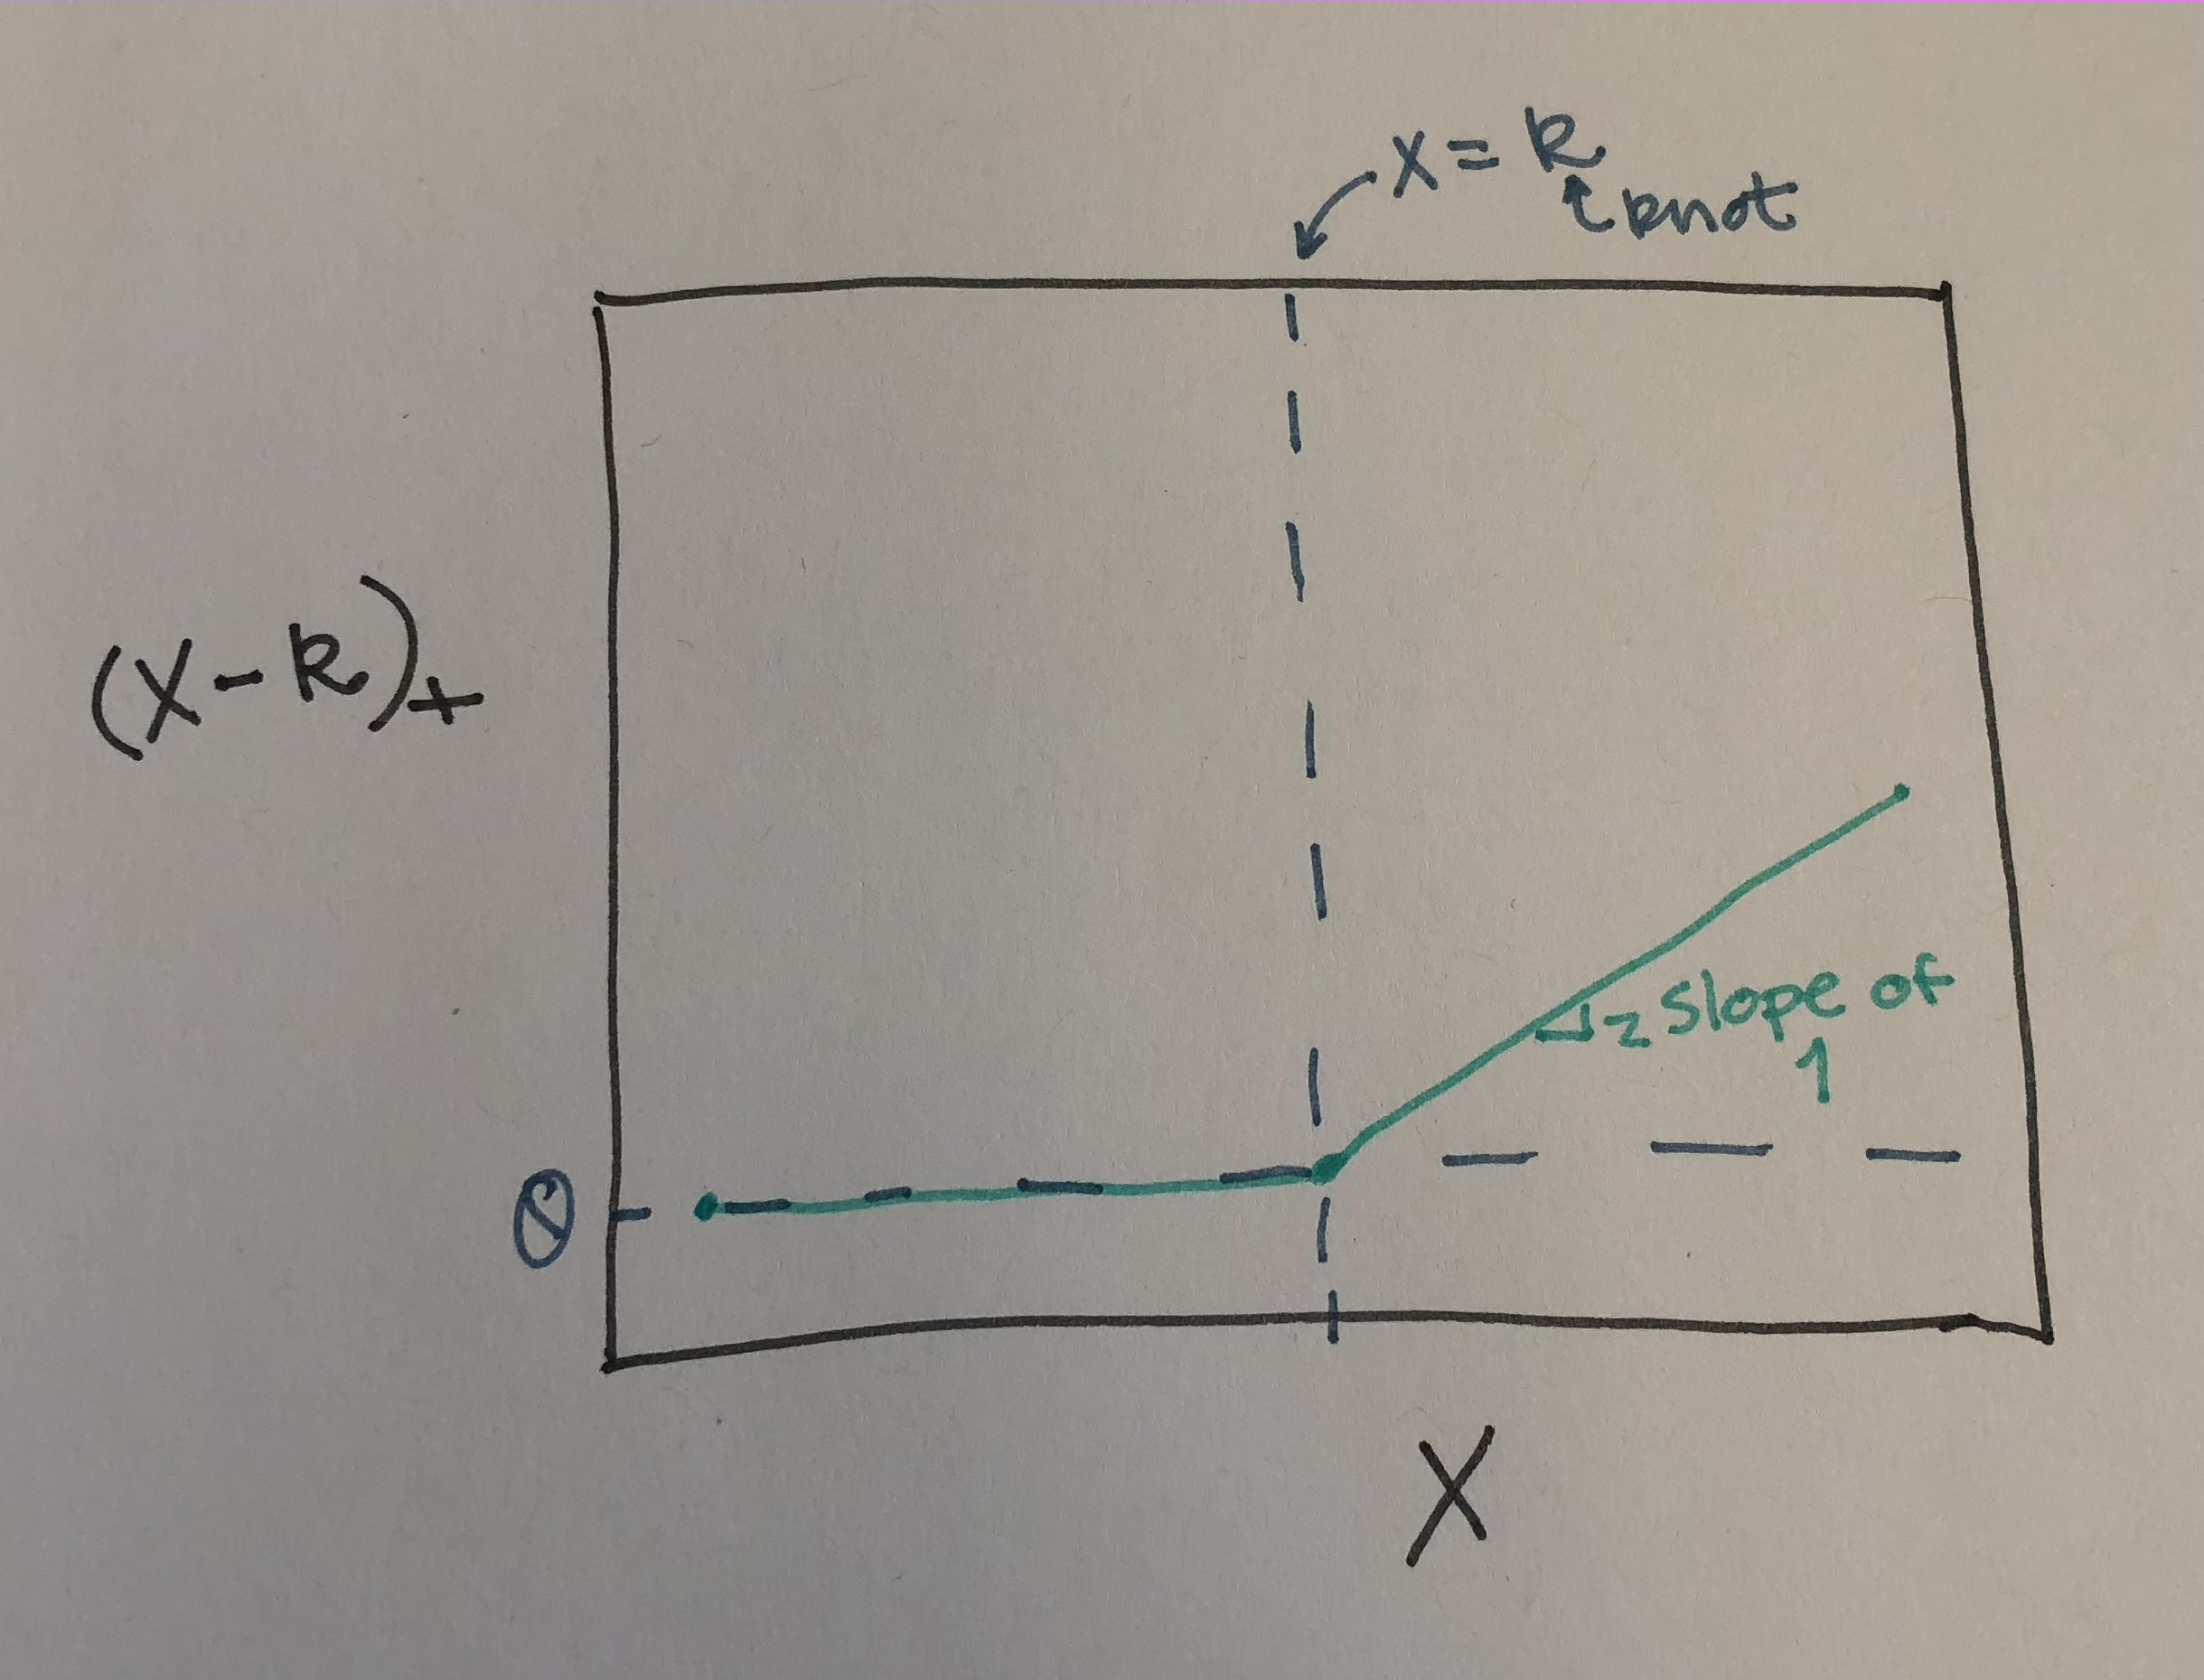 x = k
knot
(X-k)+
slope of
1
0
X